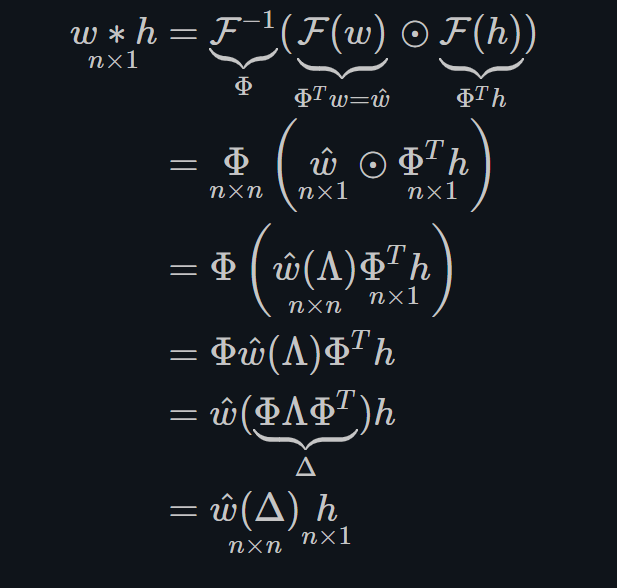 w ∗ h = ℱ⁻¹(ℱ(w) ⊙ ℱ(h))
n×1 Φ Φᵀw=ŵ Φᵀh
= Φ (ŵ ⊙ Φᵀh)
n×n n×1 n×1
= Φ (ŵ(Λ)Φᵀh)
n×n n×1
= Φŵ(Λ)Φᵀh
= ŵ(ΦΛΦᵀ)h
Δ
= ŵ(Δ) h
n×n n×1